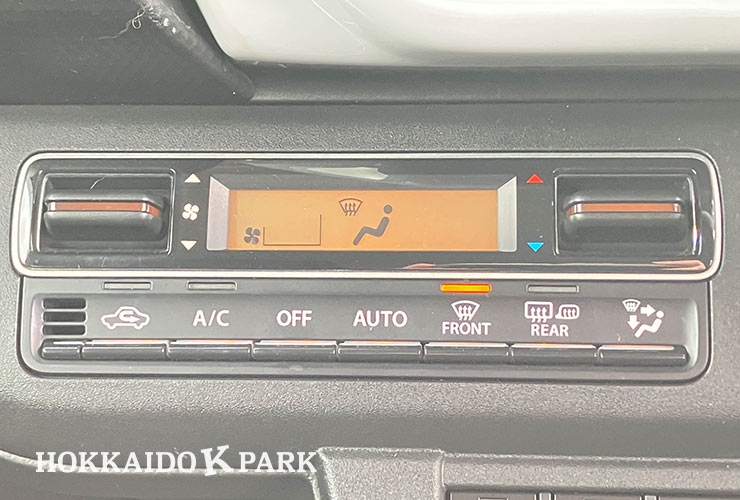 A/C OFF AUTO FRONT REAR
HOKKAIDO K PARK